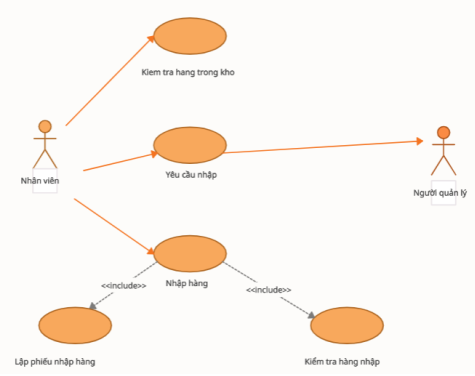 Kiem tra hang trong kho
Yêu cầu nhập
Nhân viên
Người quản lý
Nhập hàng
<<include>>
<<include>>
Lập phiếu nhập hàng
Kiểm tra hàng nhập